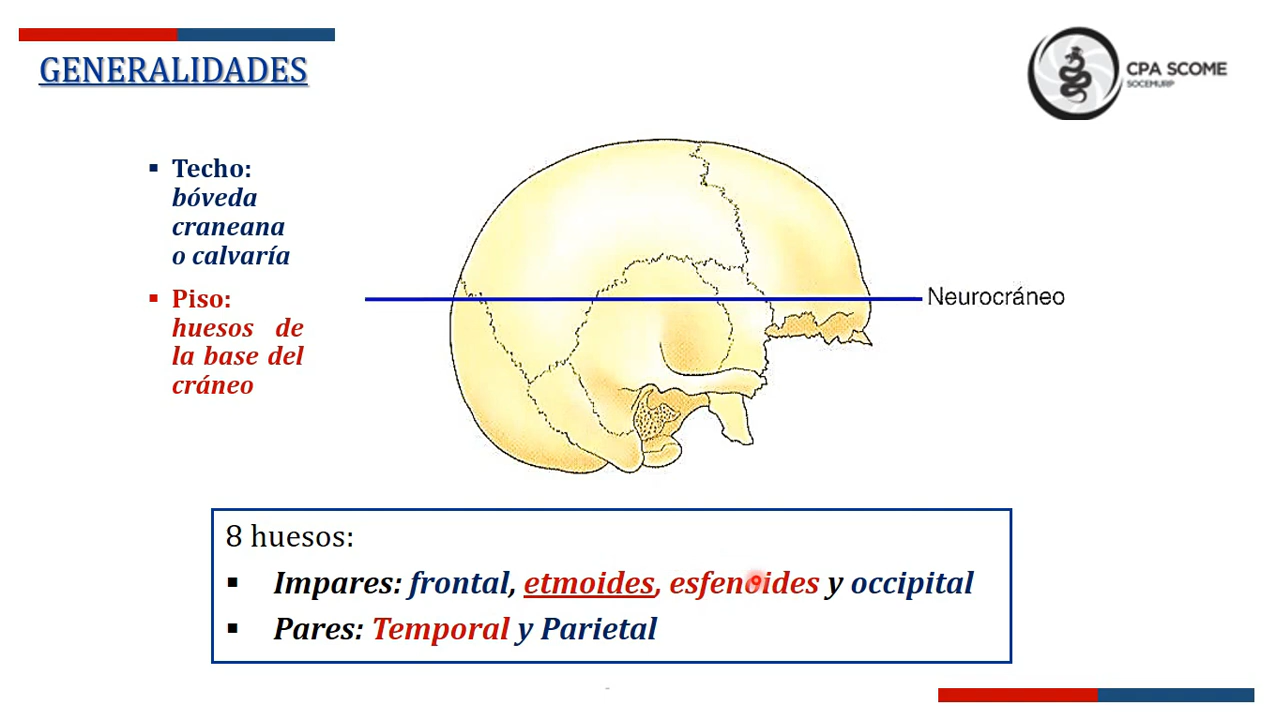 GENERALIDADES
CPA SCOME
SOCEMURP
▪ Techo:
bóveda
craneana
o calvaría
▪ Piso:
huesos de
la base del
cráneo
Neurocráneo
8 huesos:
▪ Impares: frontal, etmoides, esfenoides y occipital
▪ Pares: Temporal y Parietal